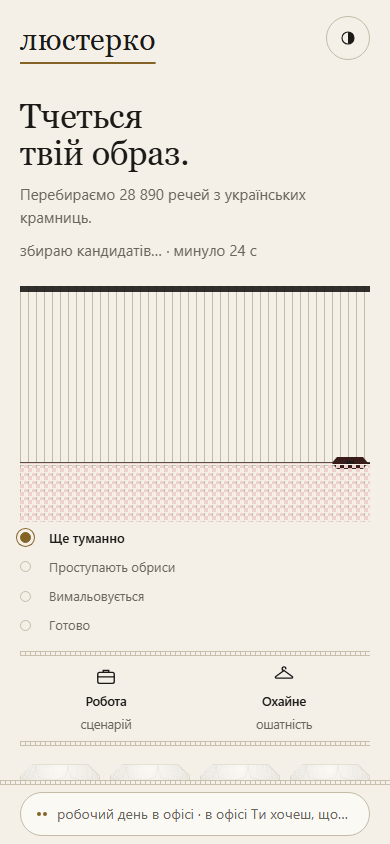 люстерко
Тчеться
твій образ.
Перебираємо 28 890 речей з українських
крамниць.
збираю кандидатів... · минуло 24 с
Ще туманно
Проступають обриси
Вимальовується
Готово
Робота
сценарій
Охайне
ошатність
робочий день в офісі · в офісі Ти хочеш, що...